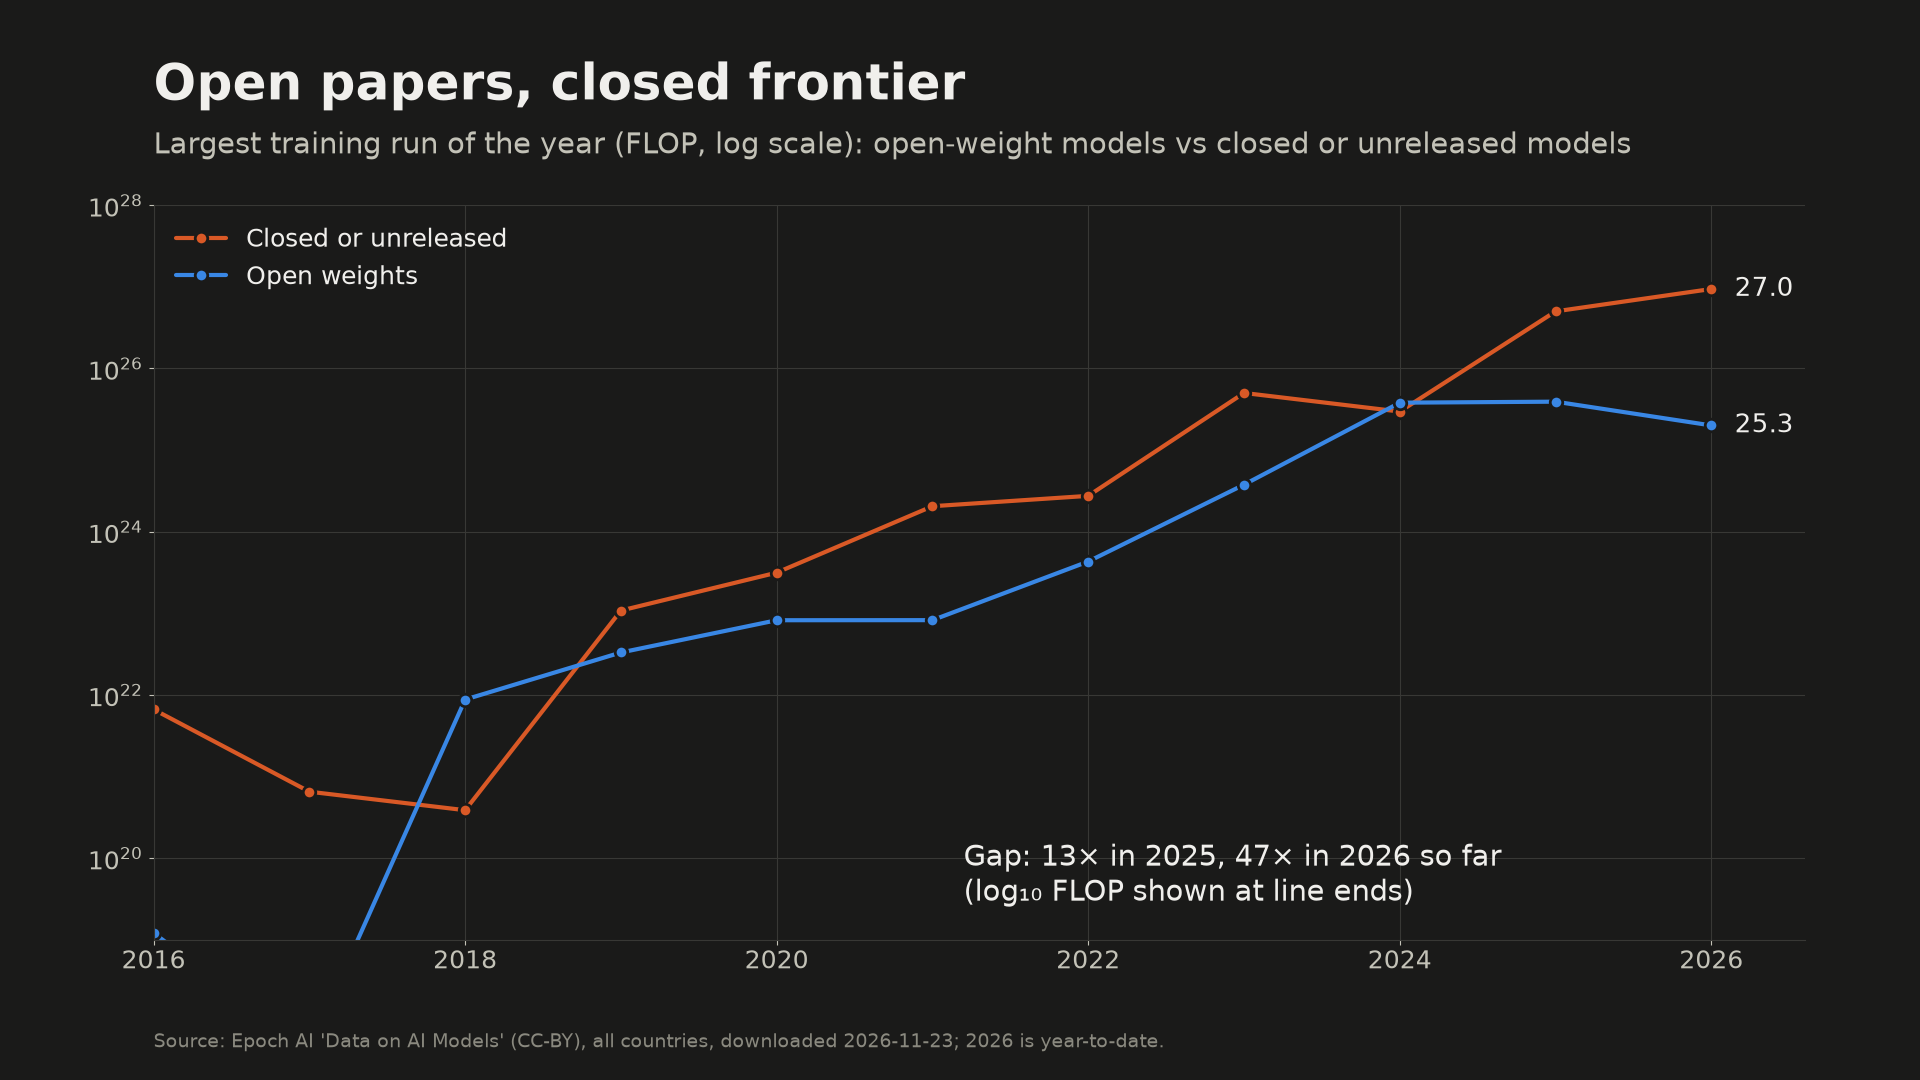 Open papers, closed frontier
Largest training run of the year (FLOP, log scale): open-weight models vs closed or unreleased models
10²⁸
Closed or unreleased
Open weights
27.0
10²⁶
25.3
10²⁴
10²²
10²⁰
Gap: 13× in 2025, 47× in 2026 so far
(log₁₀ FLOP shown at line ends)
2016 2018 2020 2022 2024 2026
Source: Epoch AI 'Data on AI Models' (CC-BY), all countries, downloaded 2026-11-23; 2026 is year-to-date.